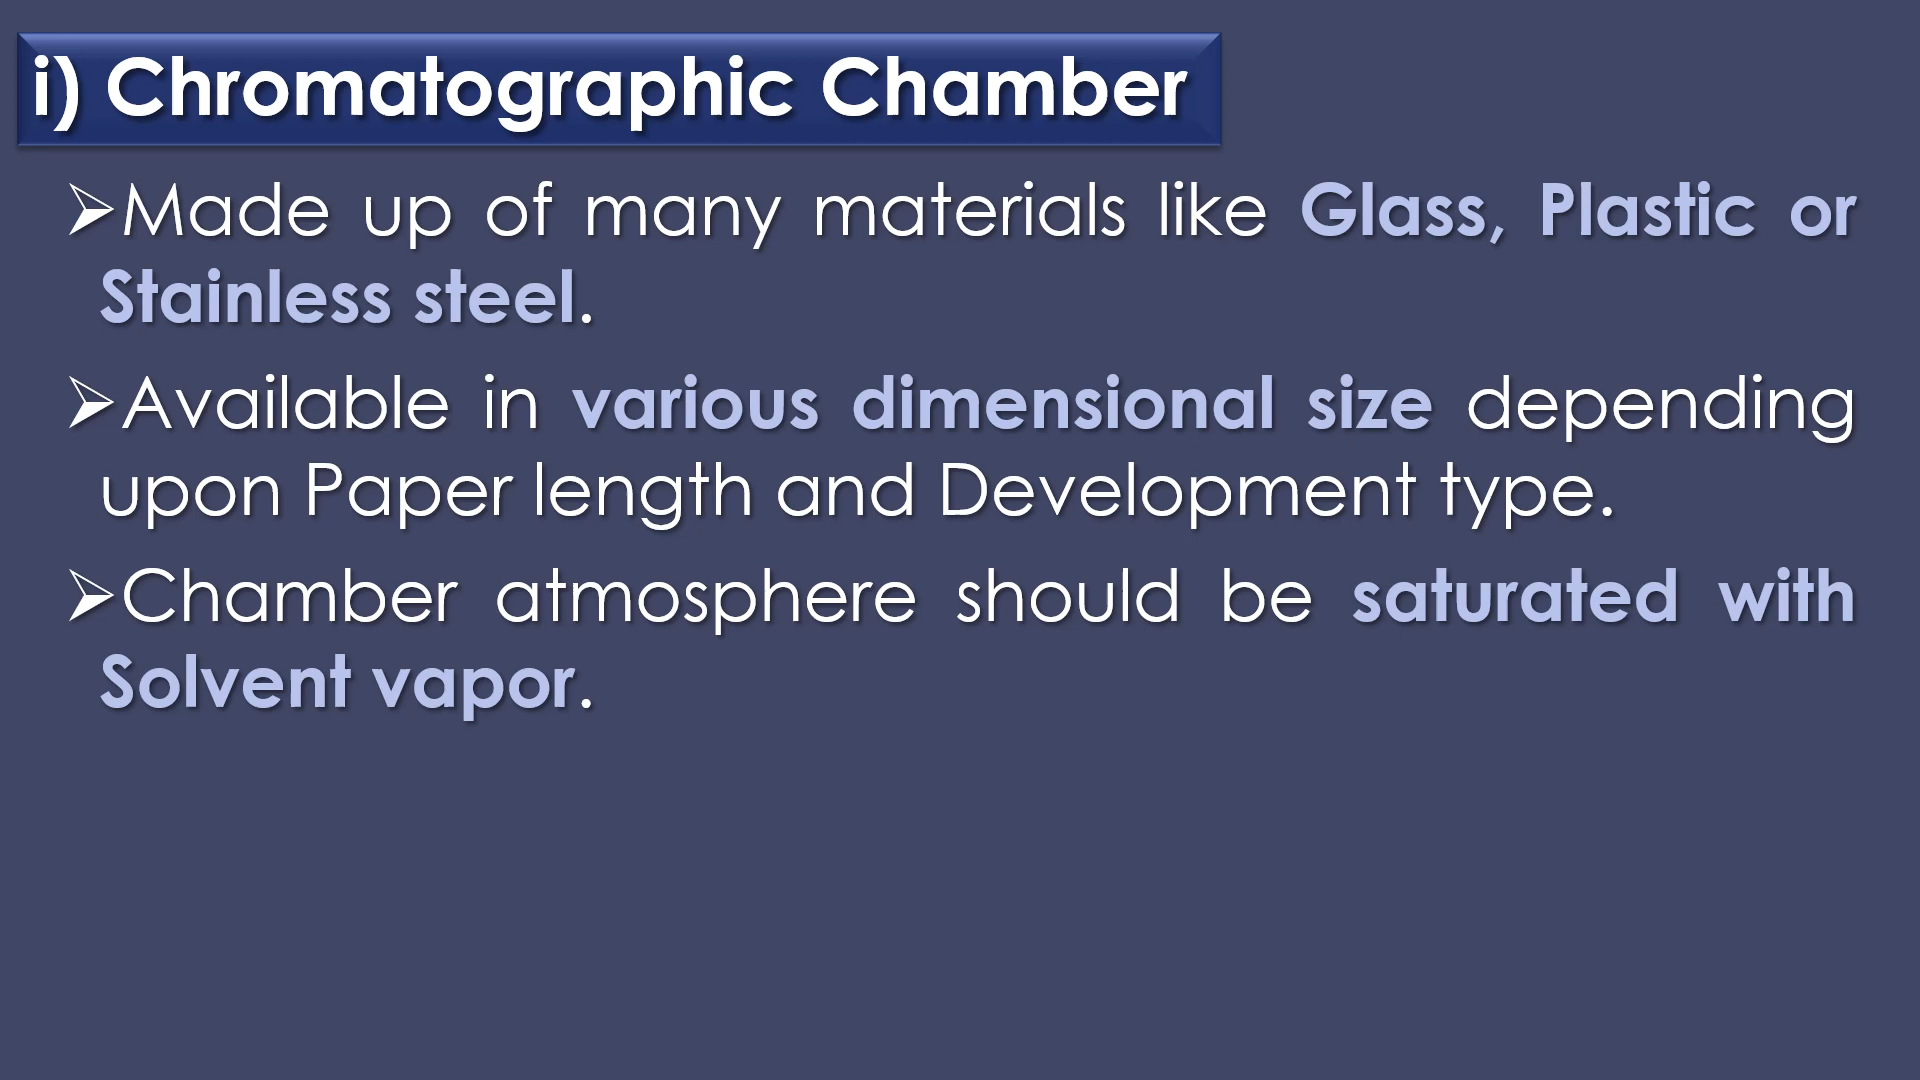 i) Chromatographic Chamber
➢Made up of many materials like Glass, Plastic or
Stainless steel.
➢Available in various dimensional size depending
upon Paper length and Development type.
➢Chamber atmosphere should be saturated with
Solvent vapor.